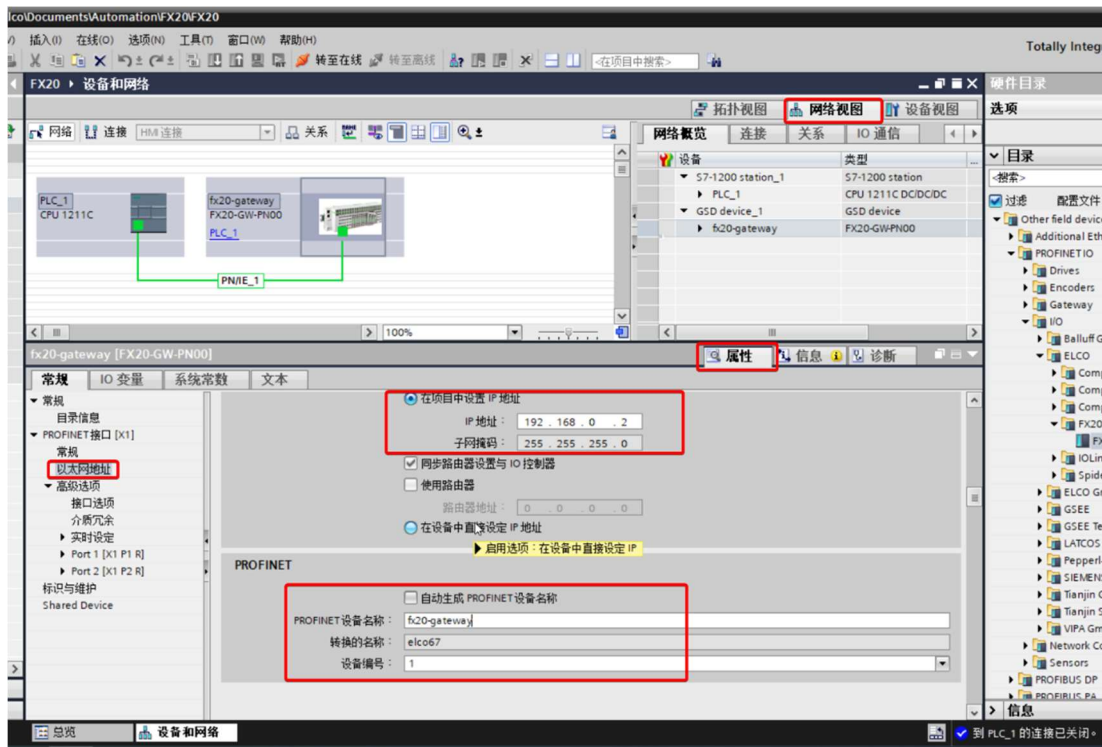 lco\Documents\Automation\FX20\FX20
插入(I) 在线(O) 选项(N) 工具(T) 窗口(W) 帮助(H)
Totally Integ
转至在线 转至离线 <在项目中搜索>
FX20 ▸ 设备和网络
硬件目录
拓扑视图 网络视图 设备视图
选项
网络 连接 HMI 连接 关系
网络概览 连接 关系 IO 通信
目录
设备 类型 ...
<搜索>
S7-1200 station_1 S7-1200 station
过滤 配置文件
PLC_1 CPU 1211C DC/DC/DC
GSD device_1 GSD device
fx20-gateway FX20-GW-PN00
PLC_1
CPU 1211C
fx20-gateway
FX20-GW-PN00
PLC_1
PN/IE_1
100%
Other field devic
Additional Eth
PROFINET IO
Drives
Encoders
Gateway
I/O
Balluff G
ELCO
Comp
Comp
Comp
FX20
FX
IOLin
Spide
ELCO Gr
GSEE
GSEE Te
LATCOS
Pepperl
SIEMENS
Tianjin C
Tianjin S
VIPA Gm
Network Co
Sensors
PROFIBUS DP
PROFIBUS PA
信息
fx20-gateway [FX20-GW-PN00]
属性 信息 诊断
常规 IO 变量 系统常数 文本
常规
目录信息
PROFINET接口 [X1]
常规
以太网地址
高级选项
接口选项
介质冗余
实时设定
Port 1 [X1 P1 R]
Port 2 [X1 P2 R]
标识与维护
Shared Device
在项目中设置 IP 地址
IP 地址: 192 . 168 . 0 . 2
子网掩码: 255 . 255 . 255 . 0
同步路由器设置与 IO 控制器
使用路由器
路由器地址: 0 . 0 . 0 . 0
在设备中直接设定 IP 地址
启用选项:在设备中直接设定 IP
PROFINET
自动生成 PROFINET 设备名称
PROFINET 设备名称: fx20-gateway
转换的名称: elco67
设备编号: 1
总览 设备和网络
到 PLC_1 的连接已关闭。